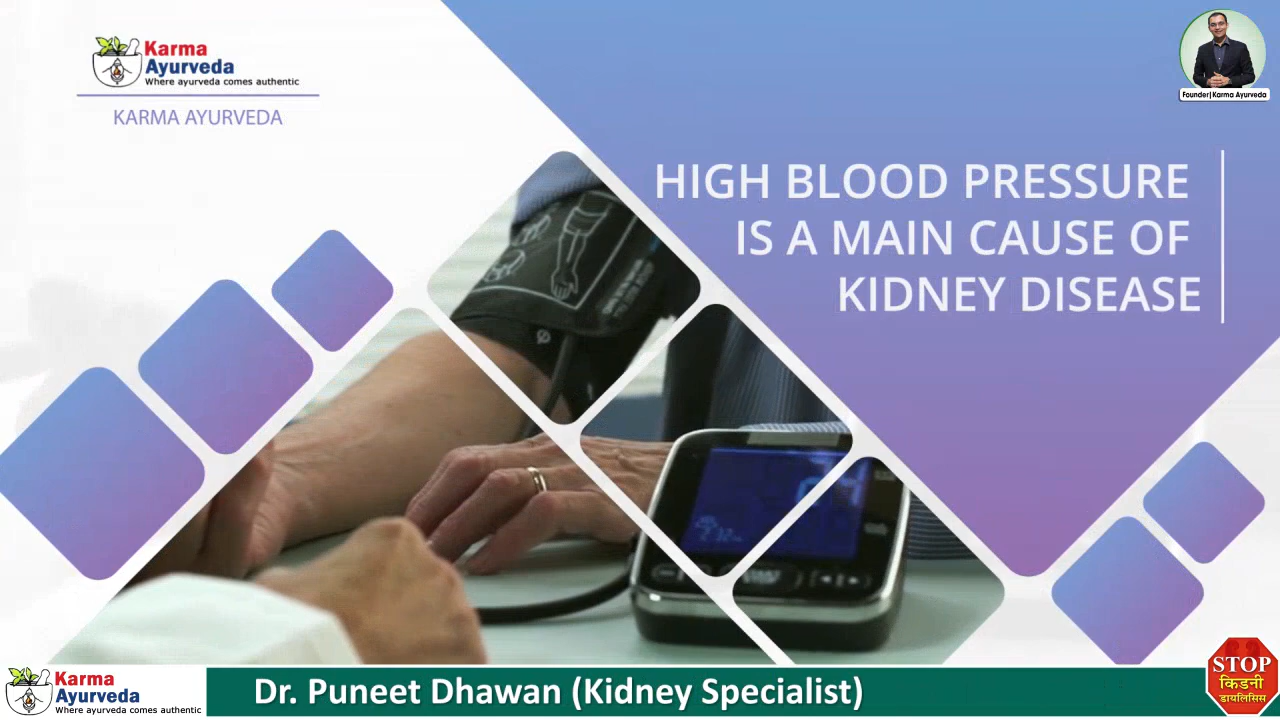 Karma
Ayurveda
Where ayurveda comes authentic
KARMA AYURVEDA
Founder|Karma Ayurveda
HIGH BLOOD PRESSURE
IS A MAIN CAUSE OF
KIDNEY DISEASE
Karma
Ayurveda
Where ayurveda comes authentic
Dr. Puneet Dhawan (Kidney Specialist)
STOP
किडनी
डायलिसिस